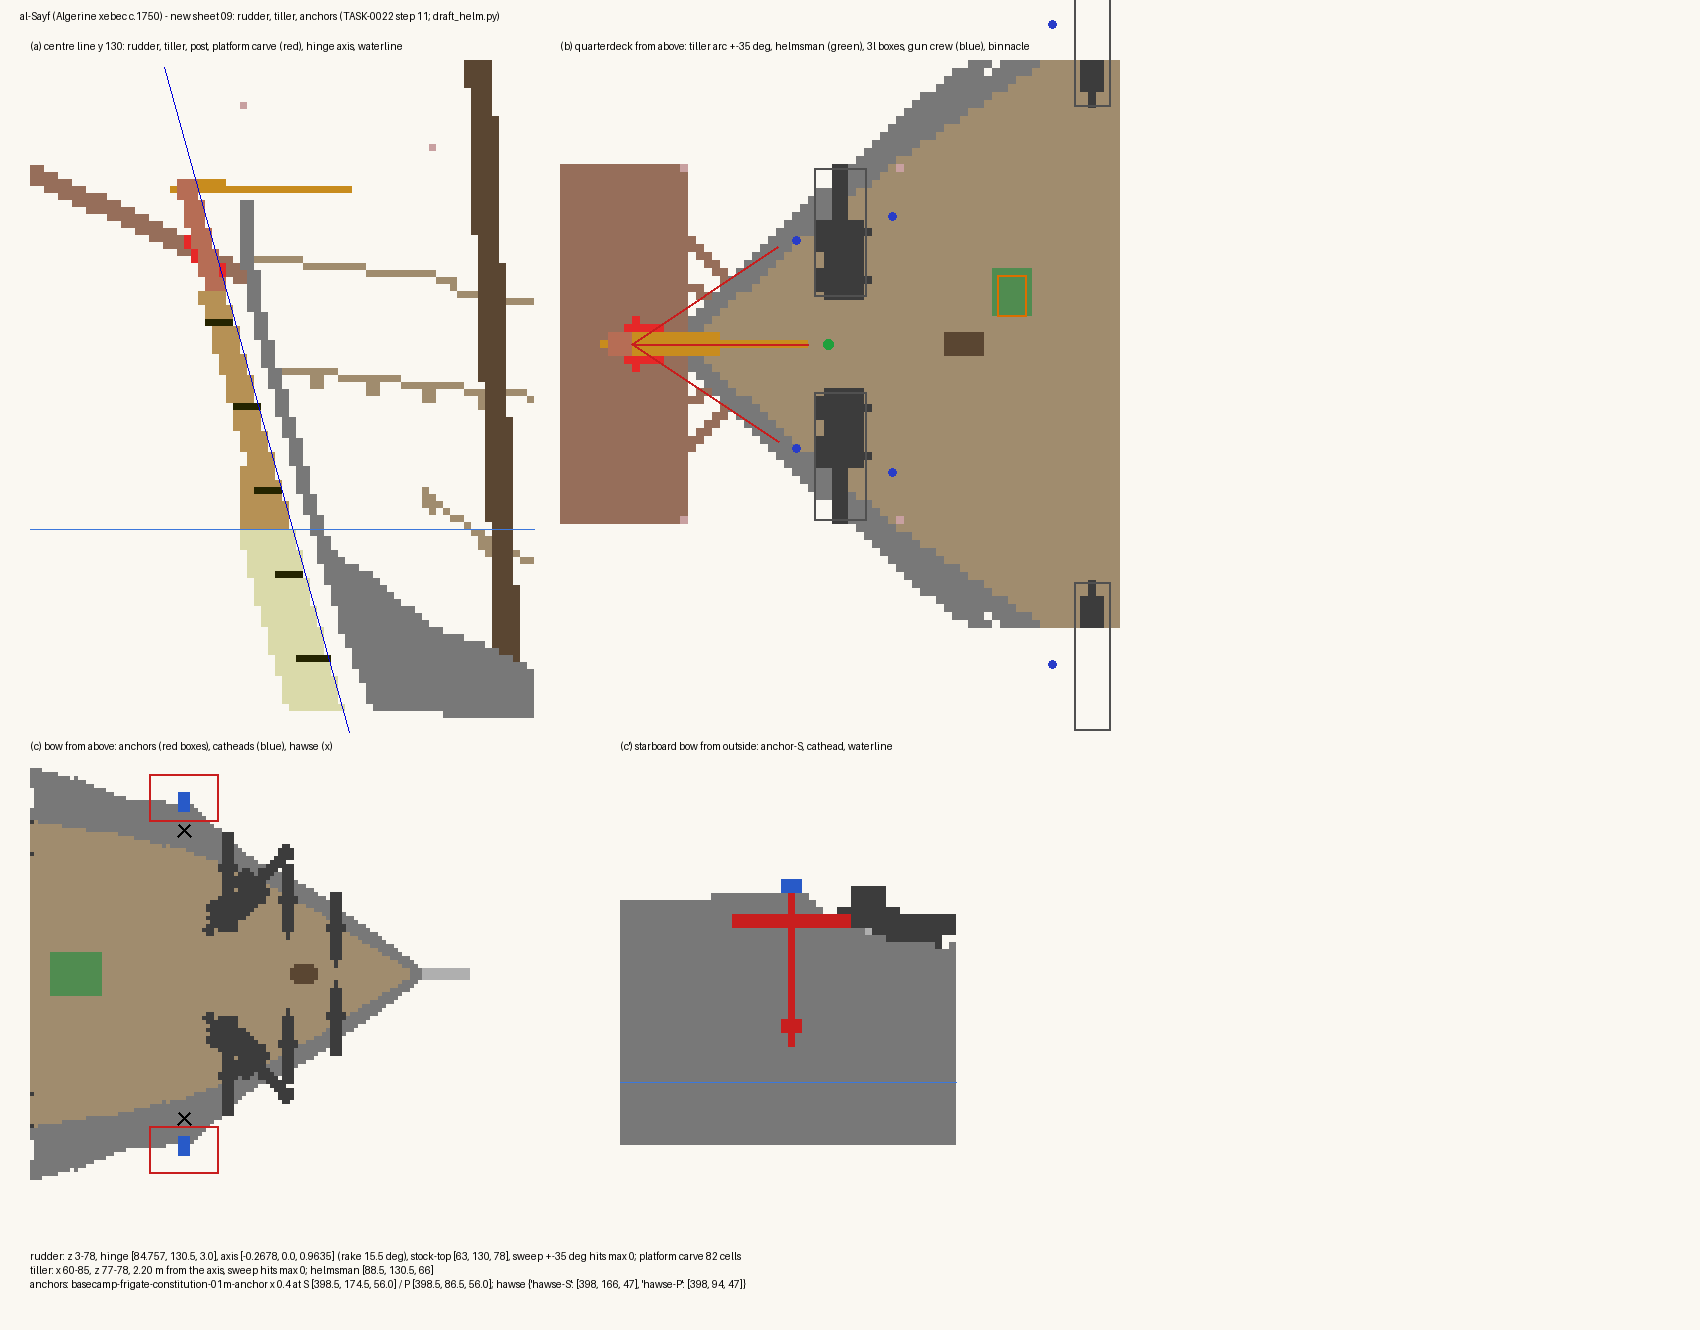 al-Sayf (Algerine xebec c.1750) - new sheet 09: rudder, tiller, anchors (TASK-0022 step 11; draft_helm.py)
(a) centre line y 130: rudder, tiller, post, platform carve (red), hinge axis, waterline
(b) quarterdeck from above: tiller arc +-35 deg, helmsman (green), 3l boxes, gun crew (blue), binnacle
(c) bow from above: anchors (red boxes), catheads (blue), hawse (x)
(c') starboard bow from outside: anchor-S, cathead, waterline
rudder: z 3-78, hinge [84.757, 130.5, 3.0], axis [-0.2678, 0.0, 0.9635] (rake 15.5 deg), stock-top [63, 130, 78], sweep +-35 deg hits max 0; platform carve 82 cells
tiller: x 60-85, z 77-78, 2.20 m from the axis, sweep hits max 0; helmsman [88.5, 130.5, 66]
anchors: basecamp-frigate-constitution-01m-anchor x 0.4 at S [398.5, 174.5, 56.0] / P [398.5, 86.5, 56.0]; hawse {'hawse-S': [398, 166, 47], 'hawse-P': [398, 94, 47]}